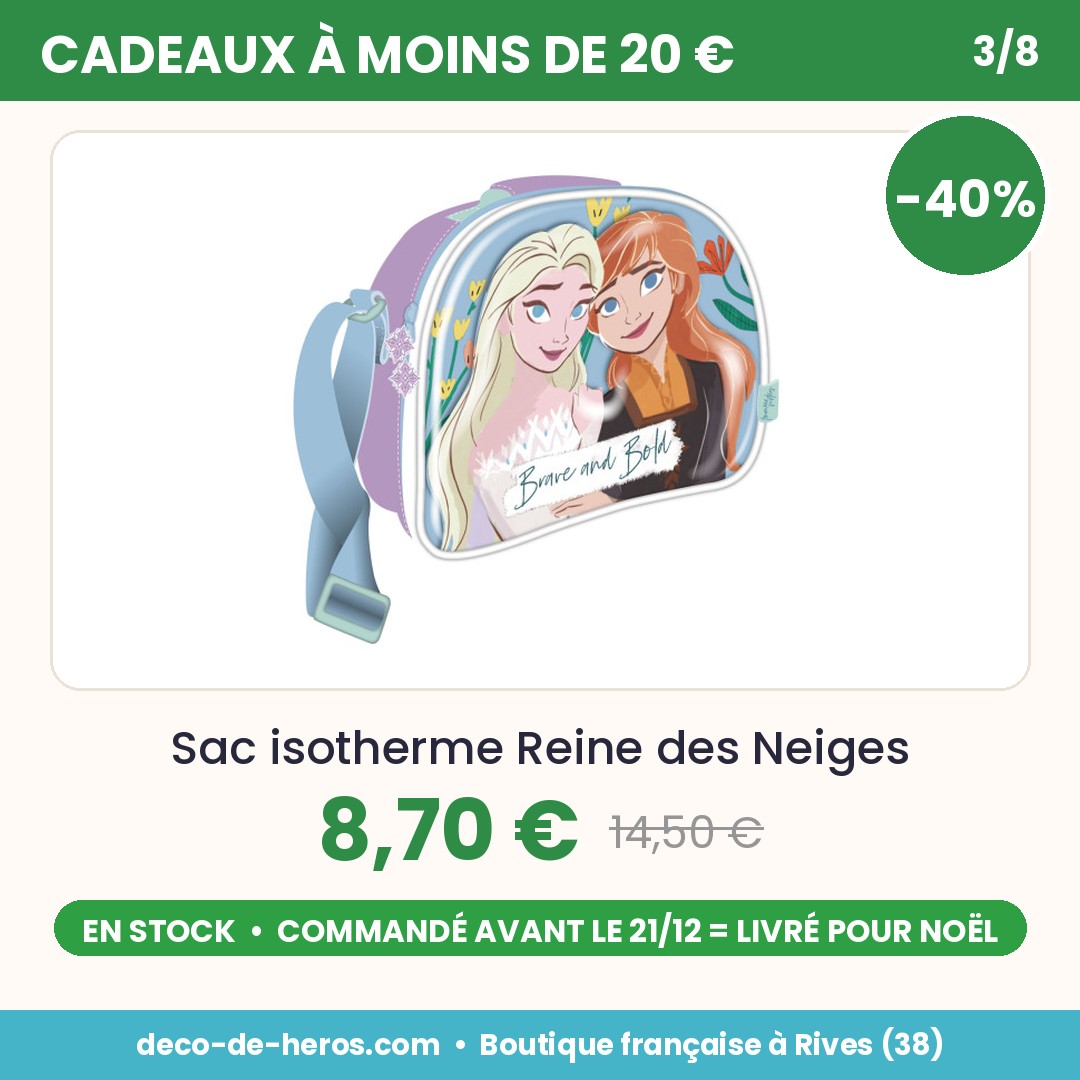 CADEAUX À MOINS DE 20 €
3/8
-40%
Brave and Bold
Sac isotherme Reine des Neiges
8,70 € 14,50 €
EN STOCK • COMMANDÉ AVANT LE 21/12 = LIVRÉ POUR NOËL
deco-de-heros.com • Boutique française à Rives (38)